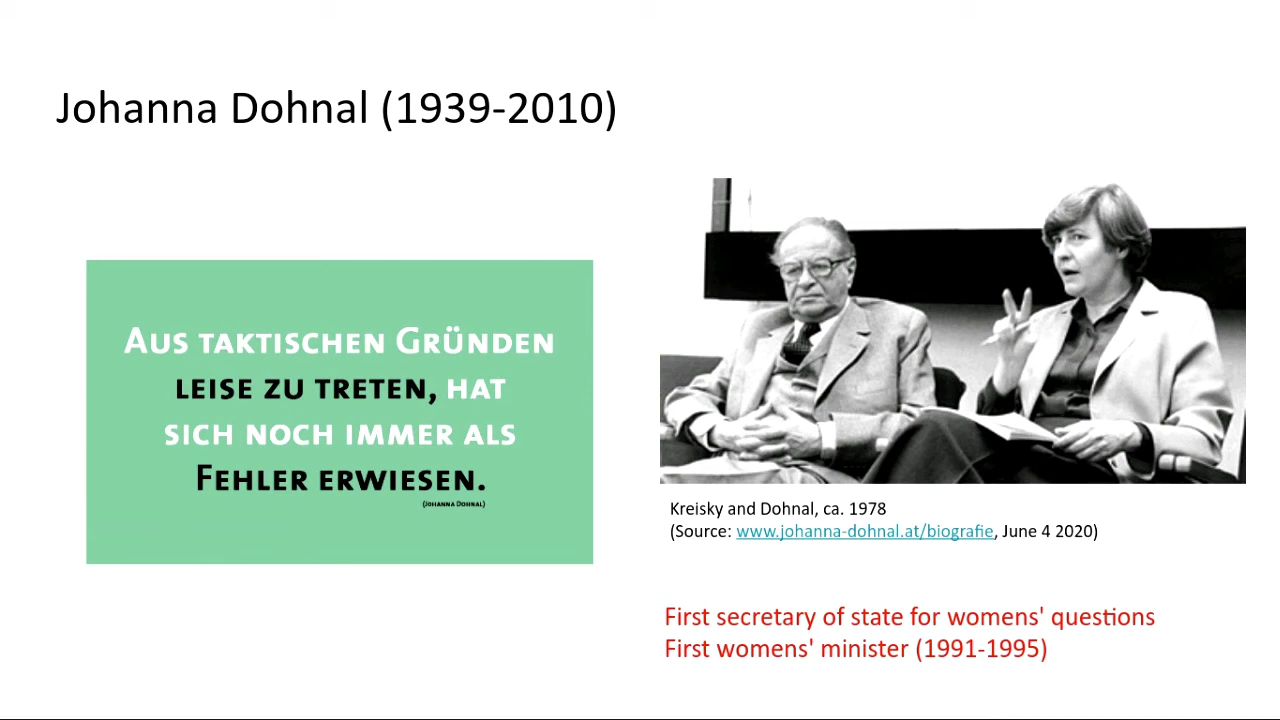 Johanna Dohnal (1939-2010)
Aus taktischen Gründen
leise zu treten, hat
sich noch immer als
Fehler erwiesen.
(Johanna Dohnal)
Kreisky and Dohnal, ca. 1978
(Source: www.johanna-dohnal.at/biografie, June 4 2020)
First secretary of state for womens' questions
First womens' minister (1991-1995)